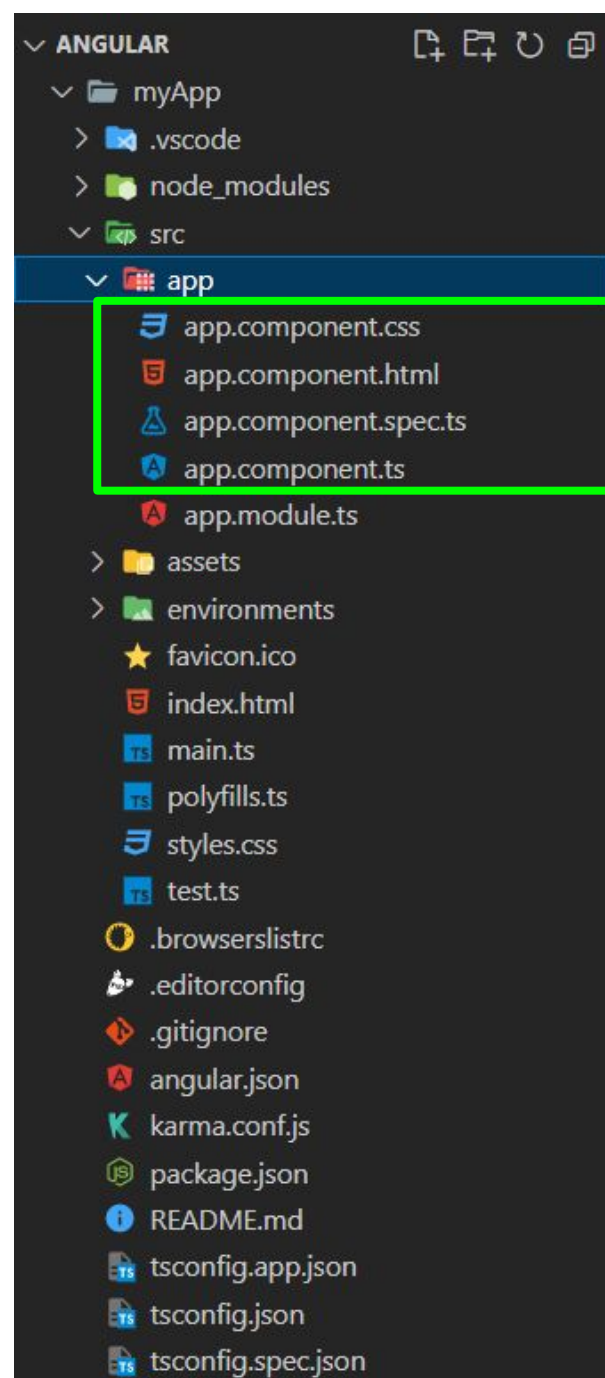 ANGULAR
myApp
.vscode
node_modules
src
app
app.component.css
app.component.html
app.component.spec.ts
app.component.ts
app.module.ts
assets
environments
favicon.ico
index.html
main.ts
polyfills.ts
styles.css
test.ts
.browserslistrc
.editorconfig
.gitignore
angular.json
karma.conf.js
package.json
README.md
tsconfig.app.json
tsconfig.json
tsconfig.spec.json